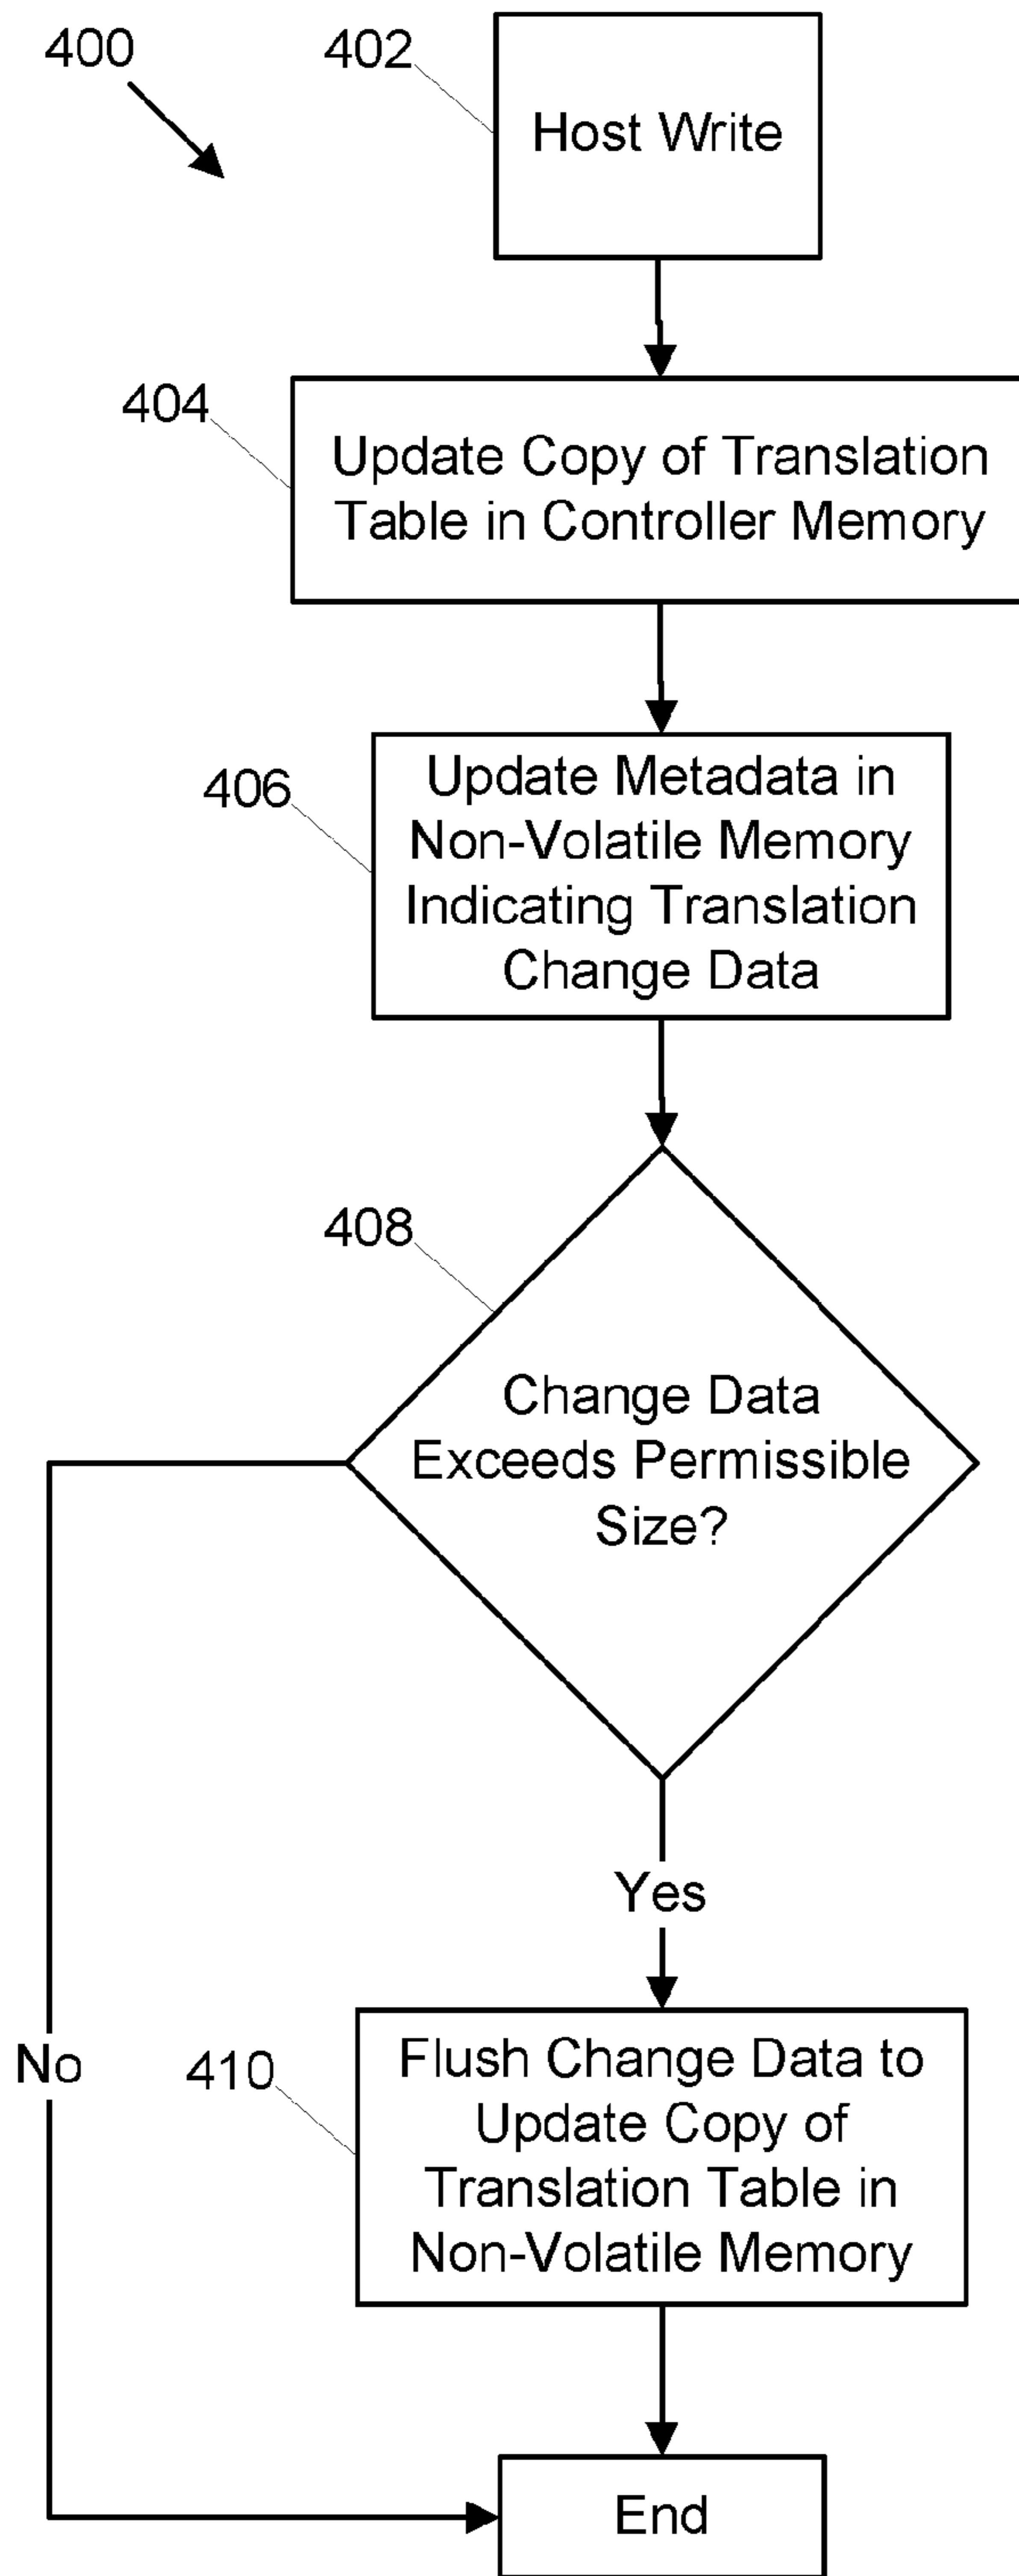 400
402
Host Write
404
Update Copy of Translation
Table in Controller Memory
406
Update Metadata in
Non-Volatile Memory
Indicating Translation
Change Data
408
Change Data
Exceeds Permissible
Size?
Yes
No
410
Flush Change Data to
Update Copy of
Translation Table in
Non-Volatile Memory
End